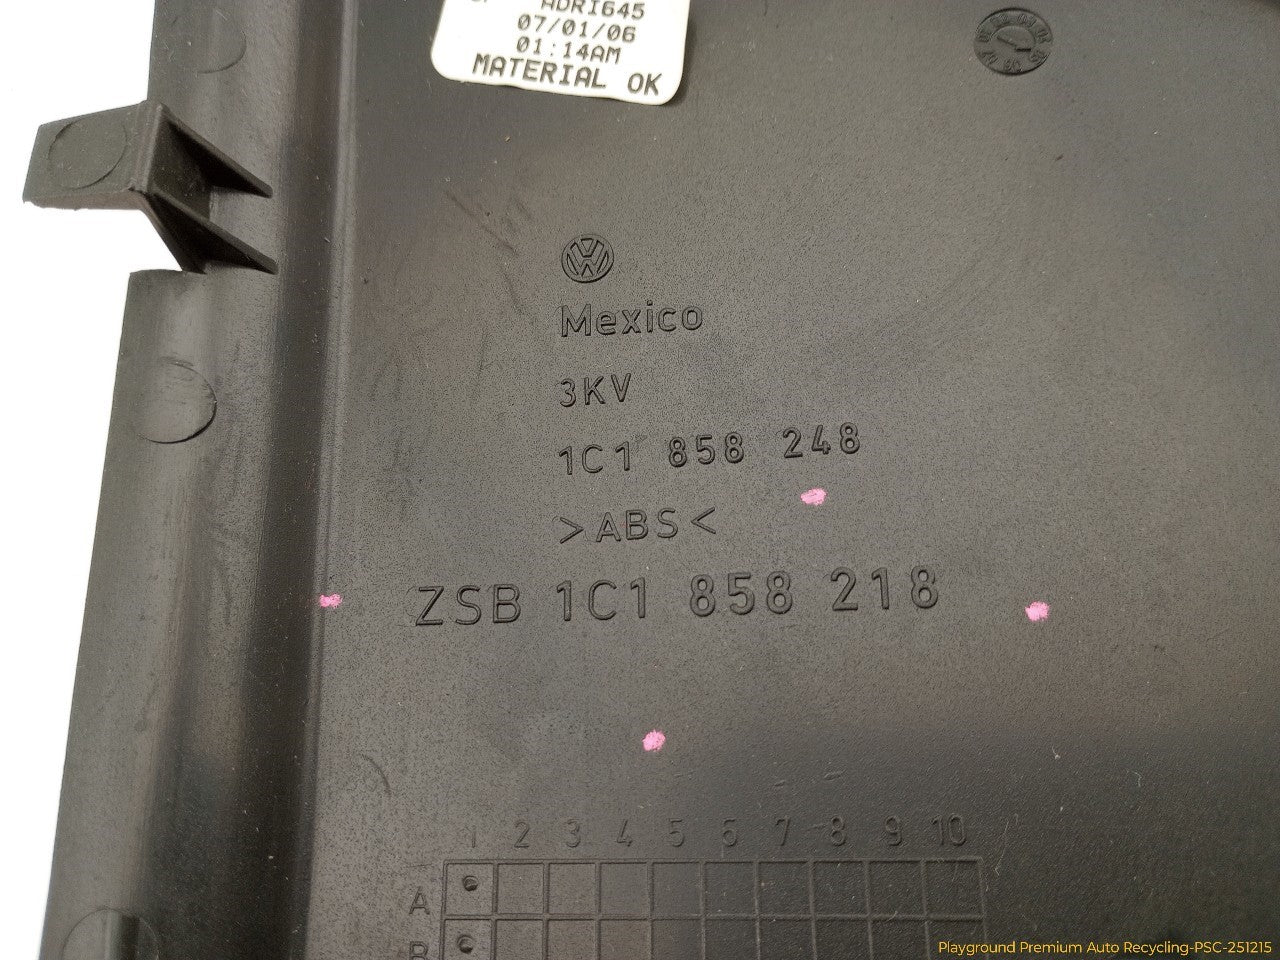 ADRI645
07/01/06
01:14AM
MATERIAL OK
Mexico
3KV
1C1 858 248
>ABS<
ZSB 1C1 858 218
1 2 3 4 5 6 7 8 9 10
A
B
Playground Premium Auto Recycling-PSC-251215